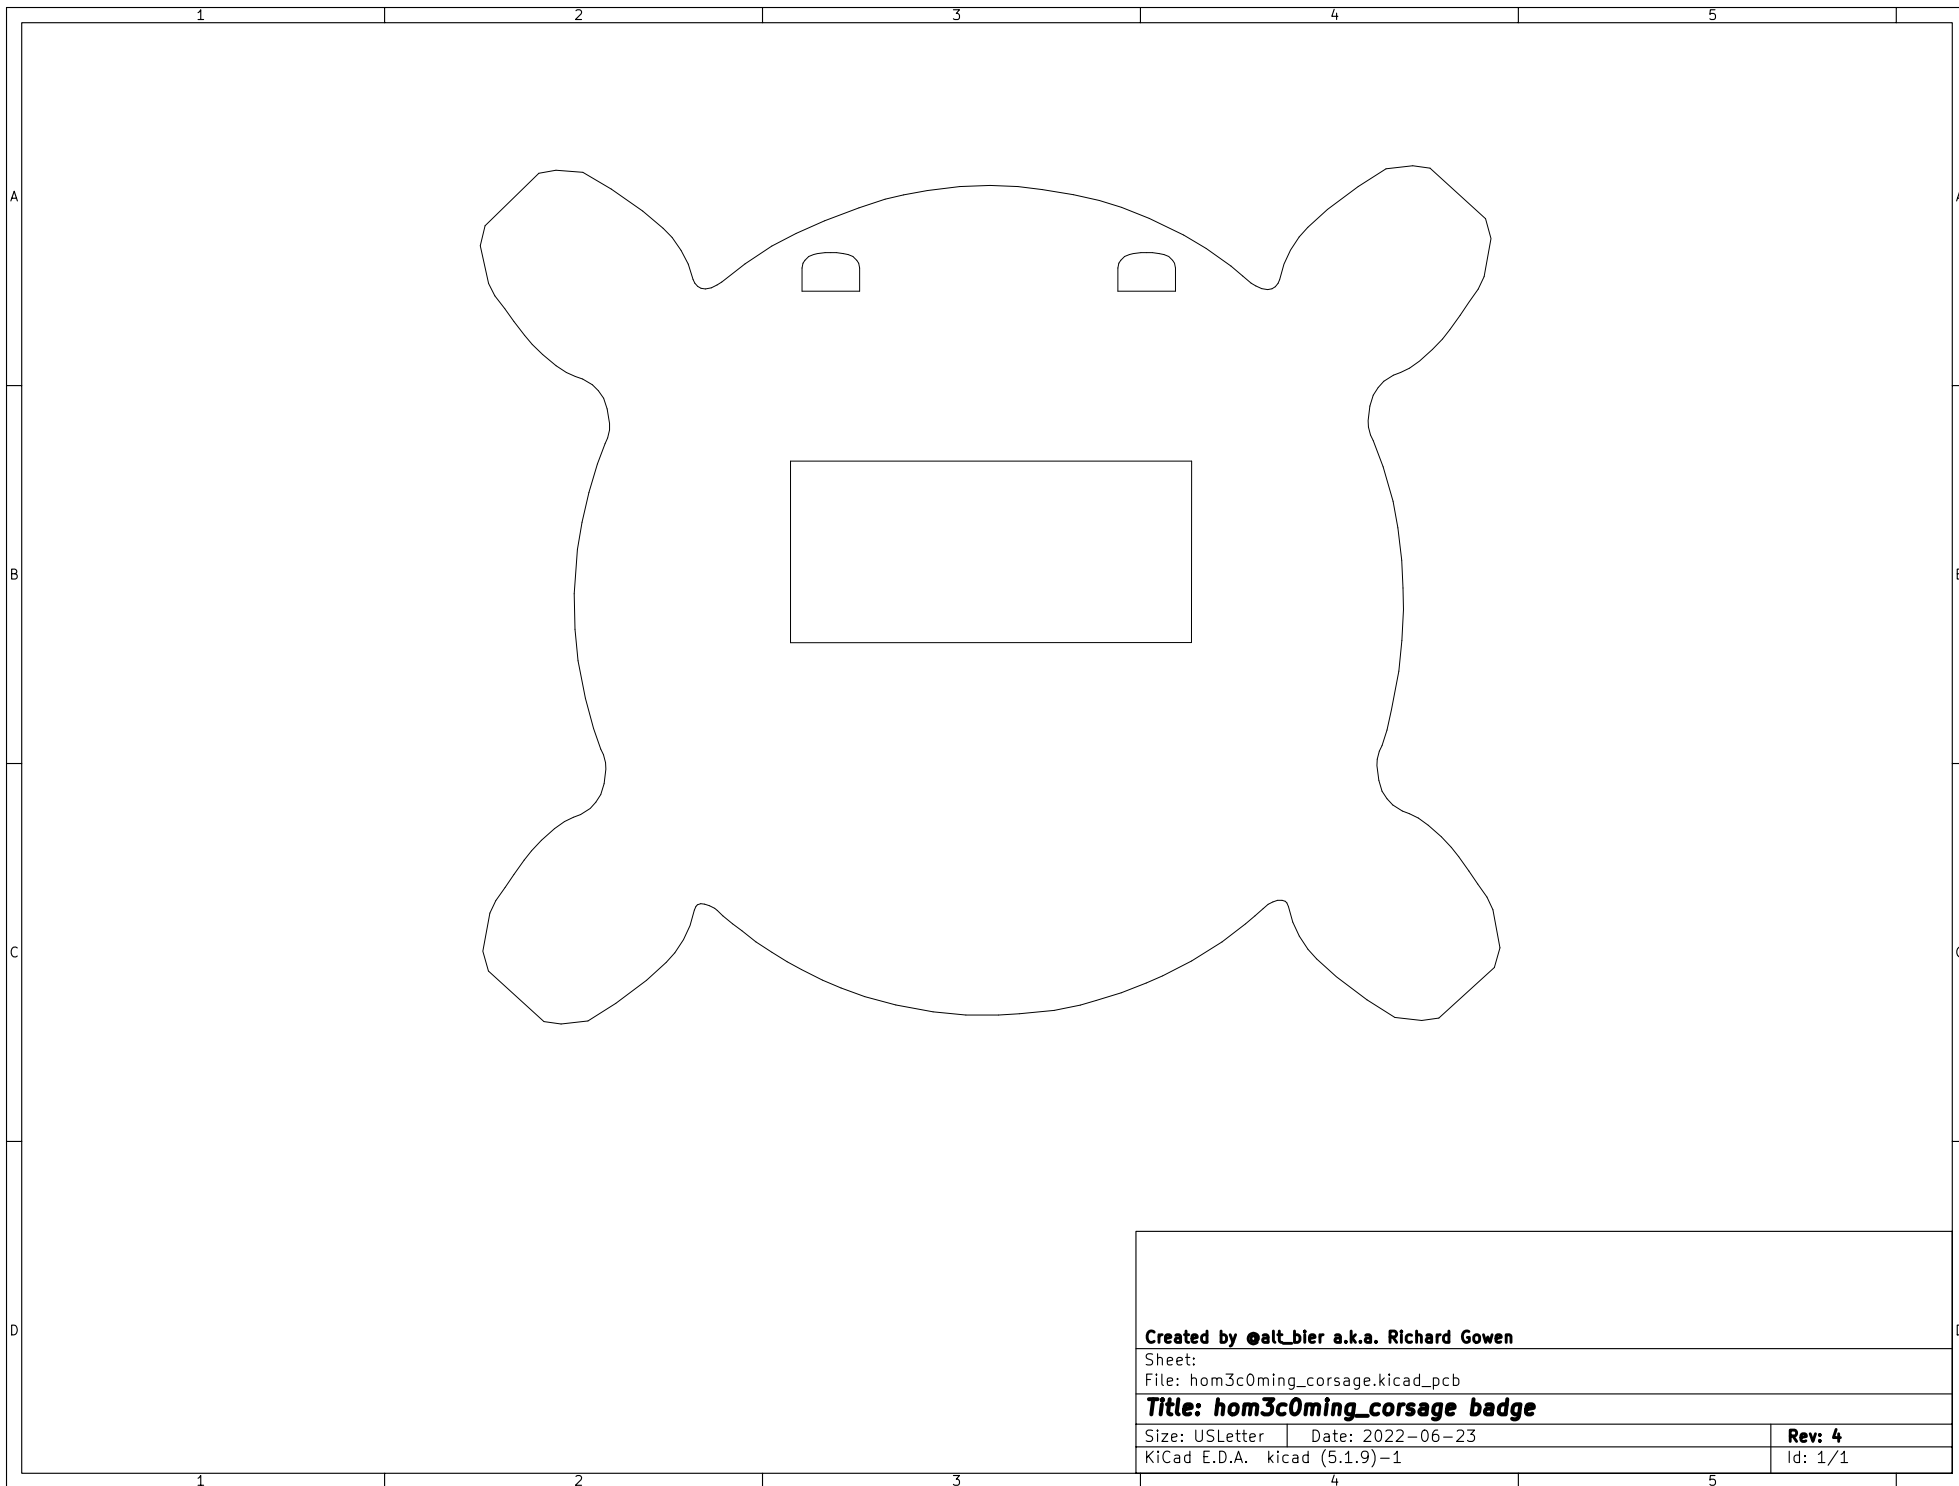 1 2 3 4 5
A
B
C
D
Created by @alt_bier a.k.a. Richard Gowen
Sheet:
File: hom3c0ming_corsage.kicad_pcb
Title: hom3c0ming_corsage badge
Size: USLetter Date: 2022-06-23 Rev: 4
KiCad E.D.A. kicad (5.1.9)-1 Id: 1/1
1 2 3 4 5